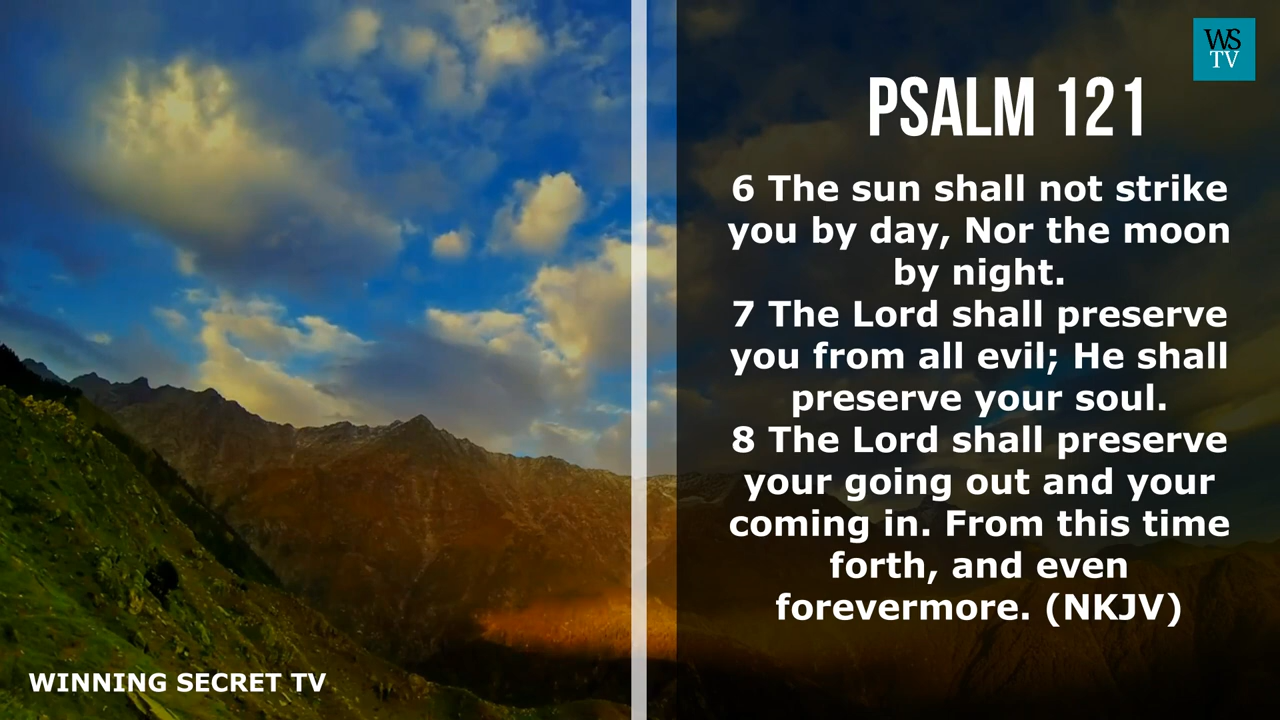 WS
TV
PSALM 121
6 The sun shall not strike
you by day, Nor the moon
by night.
7 The Lord shall preserve
you from all evil; He shall
preserve your soul.
8 The Lord shall preserve
your going out and your
coming in. From this time
forth, and even
forevermore. (NKJV)
WINNING SECRET TV